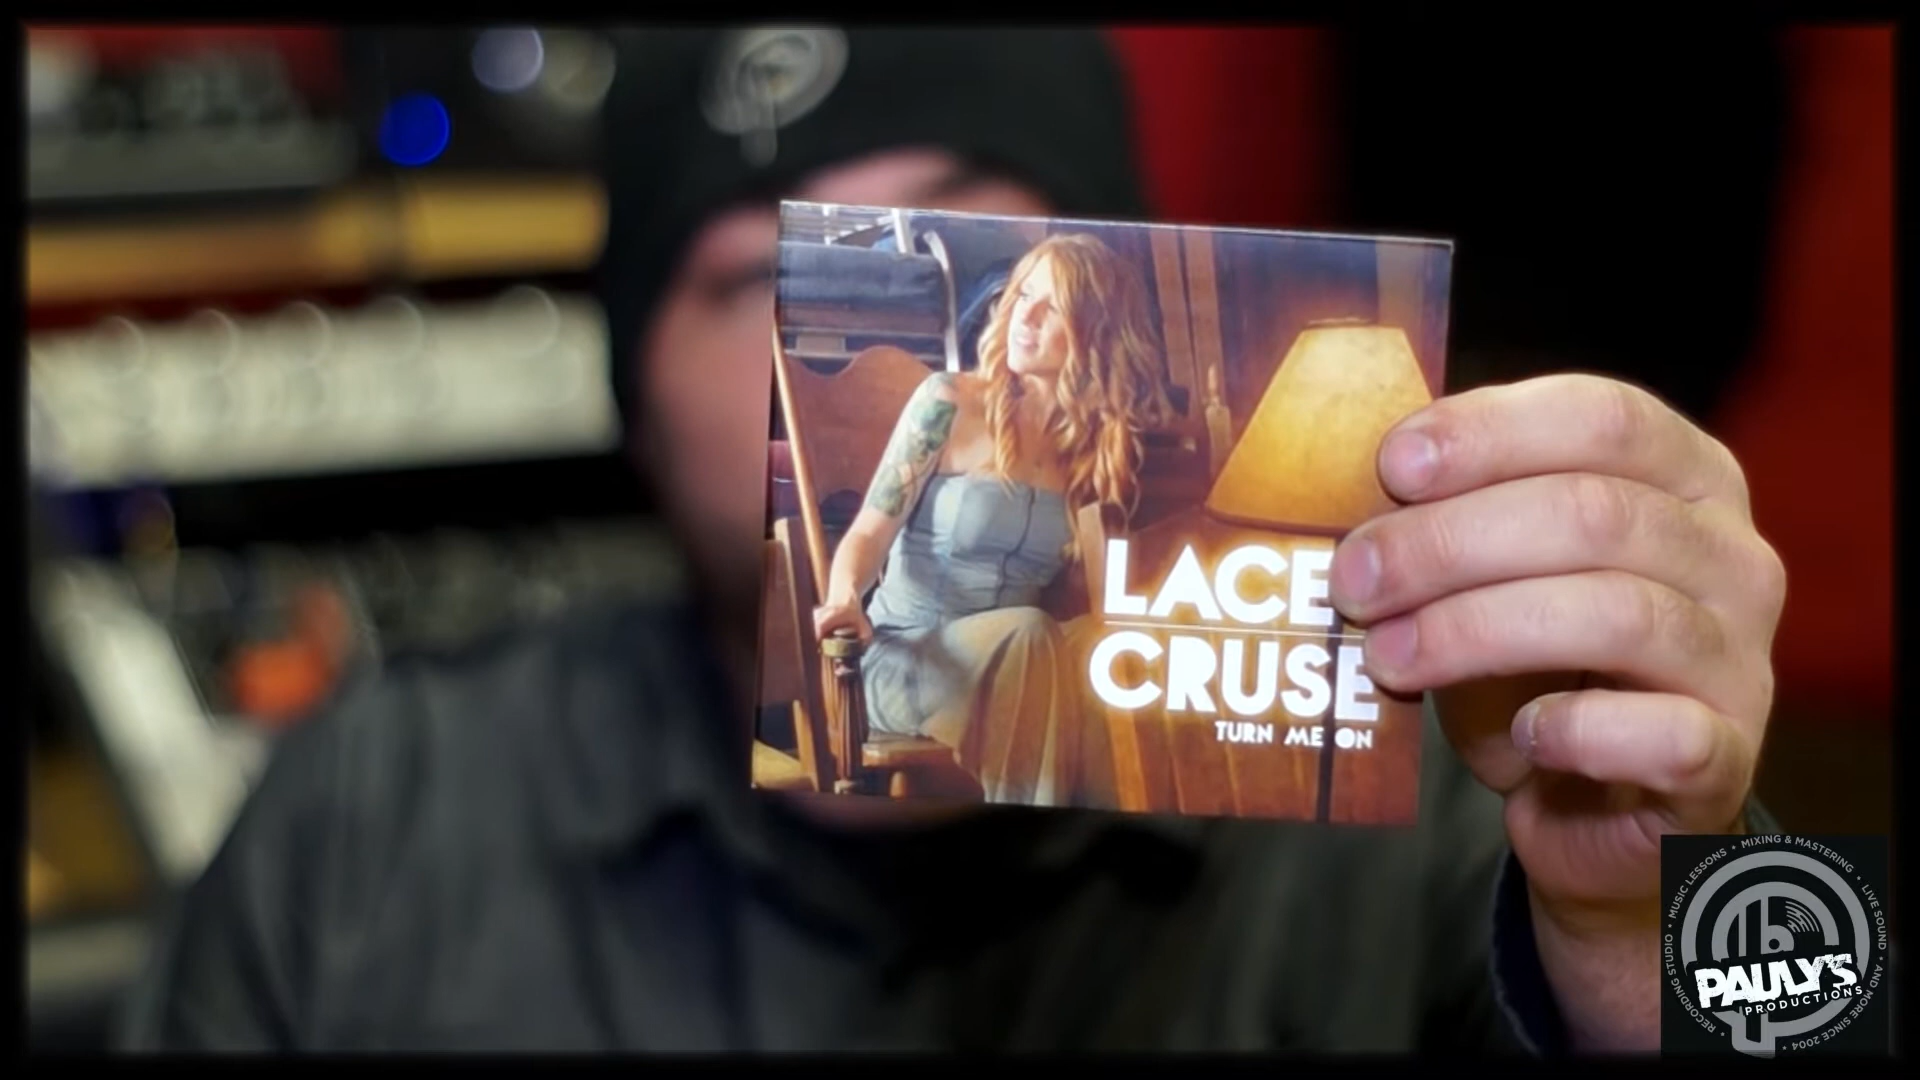 LACE
CRUSE
TURN ME ON
RECORDING STUDIO • MUSIC LESSONS • MIXING & MASTERING • LIVE SOUND • AND MORE SINCE 2004 •
PAULY'S
PRODUCTIONS